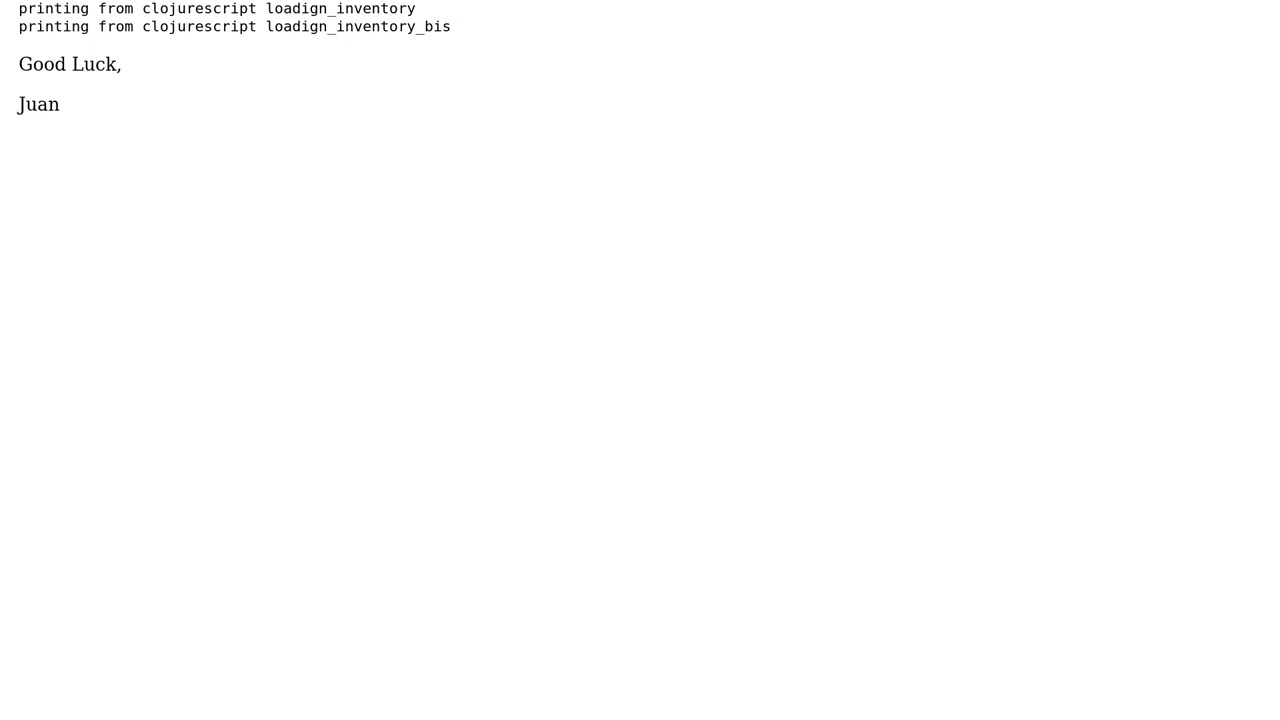 printing from clojurescript loadign_inventory
printing from clojurescript loadign_inventory_bis
Good Luck,
Juan